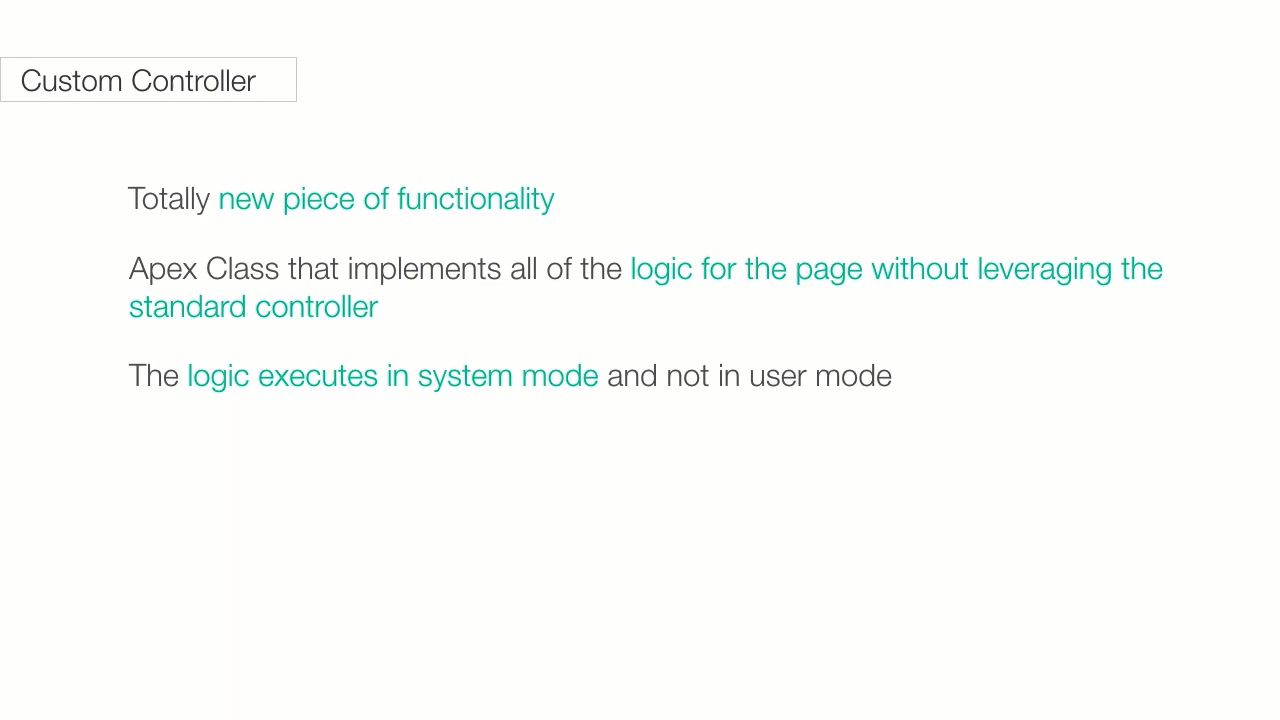 Custom Controller
Totally new piece of functionality
Apex Class that implements all of the logic for the page without leveraging the
standard controller
The logic executes in system mode and not in user mode